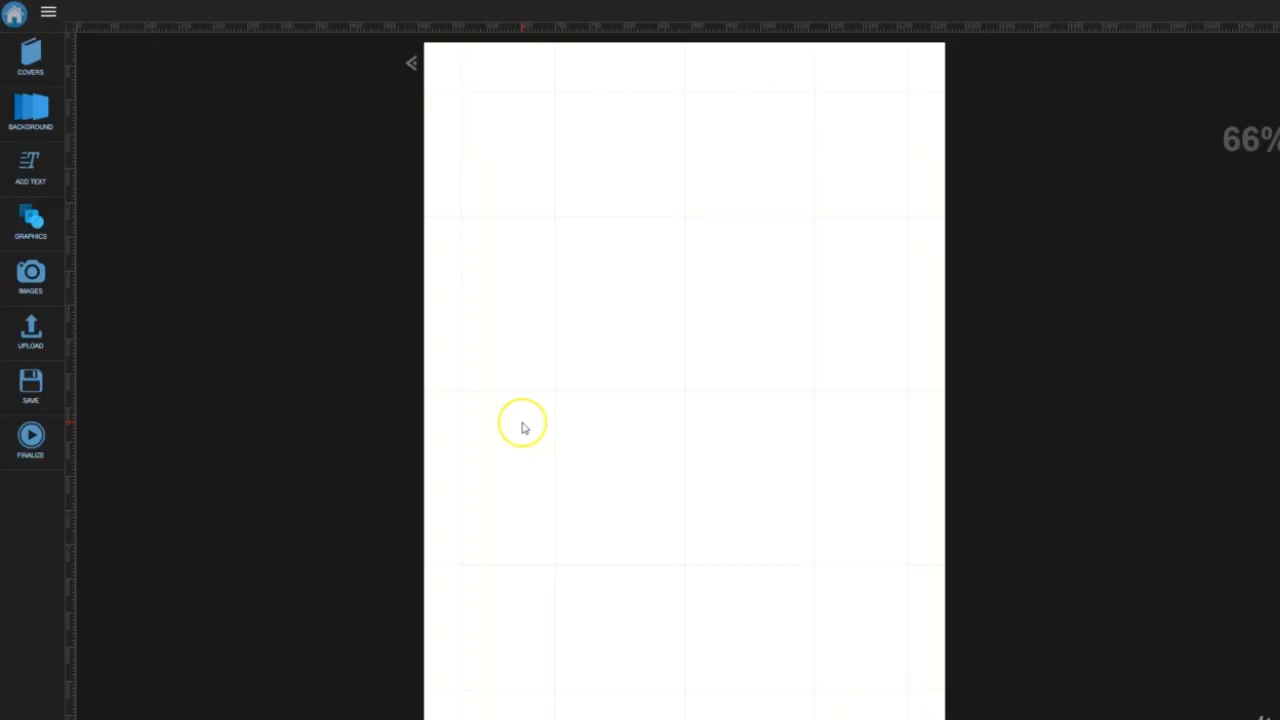 COVERS
BACKGROUND
ADD TEXT
GRAPHICS
IMAGES
UPLOAD
SAVE
FINALIZE
66%